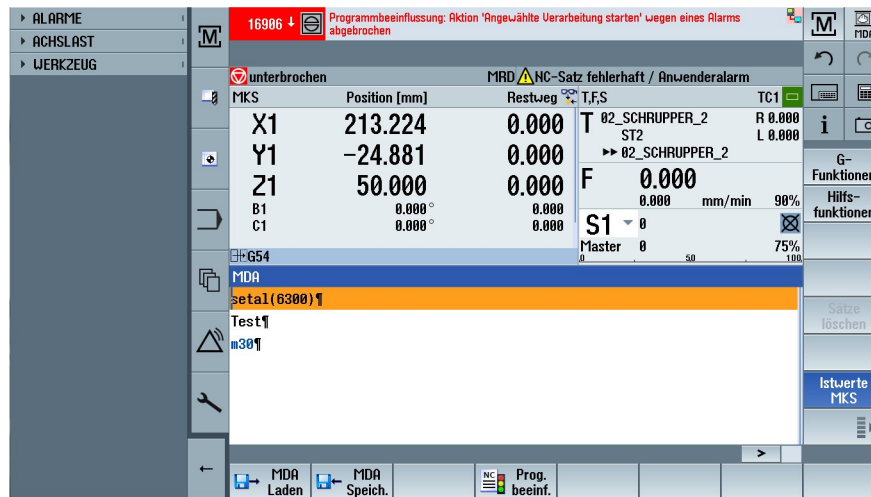 ALARME
ACHSLAST
WERKZEUG
M
16906 ↓
Programmbeeinflussung: Aktion 'Angewählte Verarbeitung starten' wegen eines Alarms
abgebrochen
M
MDA
unterbrochen
MRD NC-Satz fehlerhaft / Anwenderalarm
MKS Position [mm] Restweg
T,F,S TC1
X1 213.224 0.000
Y1 -24.881 0.000
Z1 50.000 0.000
B1 0.000° 0.000
C1 0.000° 0.000
G54
T 02_SCHRUPPER_2 R 0.000
ST2 L 0.000
▸▸ 02_SCHRUPPER_2
F 0.000
0.000 mm/min 90%
S1 0
Master 0 75%
0 50 100
MDA
setal(6300)¶
Test¶
m30¶
>
i
G-
Funktionen
Hilfs-
funktionen
Sätze
löschen
Istwerte
MKS
MDA
Laden
MDA
Speich.
NC
Prog.
beeinf.